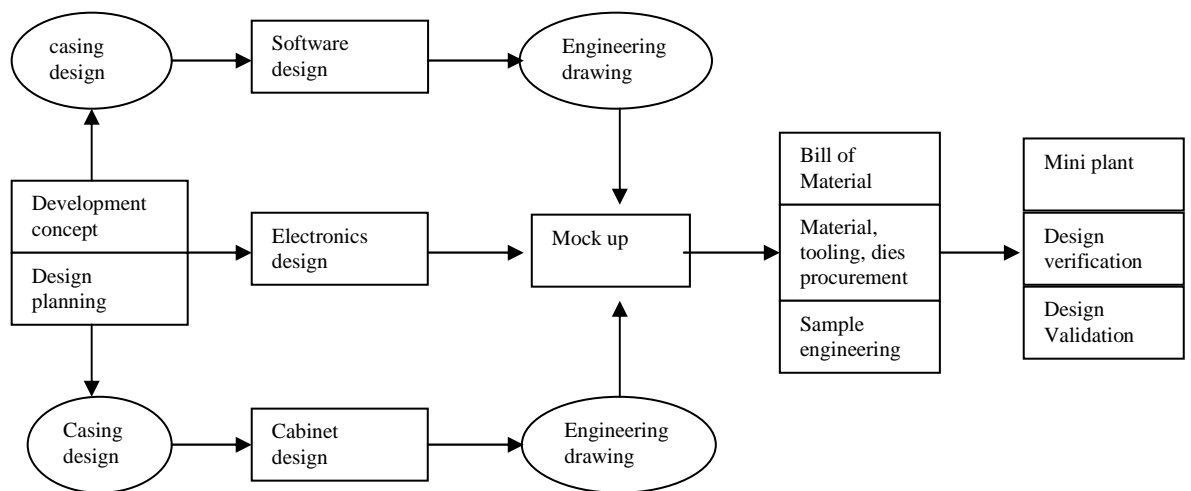 casing
design
Software
design
Engineering
drawing
Development
concept
Design
planning
Electronics
design
Mock up
Bill of
Material
Material,
tooling, dies
procurement
Sample
engineering
Mini plant
Design
verification
Design
Validation
Casing
design
Cabinet
design
Engineering
drawing